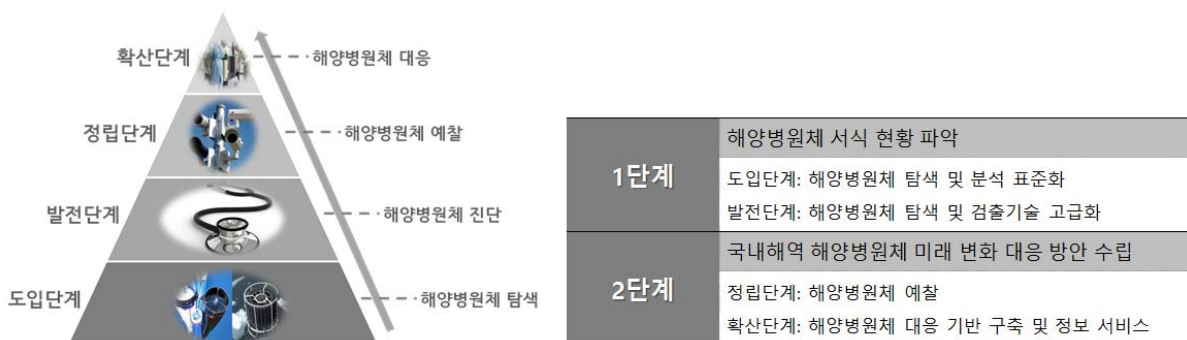 확산단계
해양병원체 대응
정립단계
해양병원체 예찰
발전단계
해양병원체 진단
도입단계
해양병원체 탐색
1단계
해양병원체 서식 현황 파악
도입단계: 해양병원체 탐색 및 분석 표준화
발전단계: 해양병원체 탐색 및 검출기술 고급화
2단계
국내해역 해양병원체 미래 변화 대응 방안 수립
정립단계: 해양병원체 예찰
확산단계: 해양병원체 대응 기반 구축 및 정보 서비스